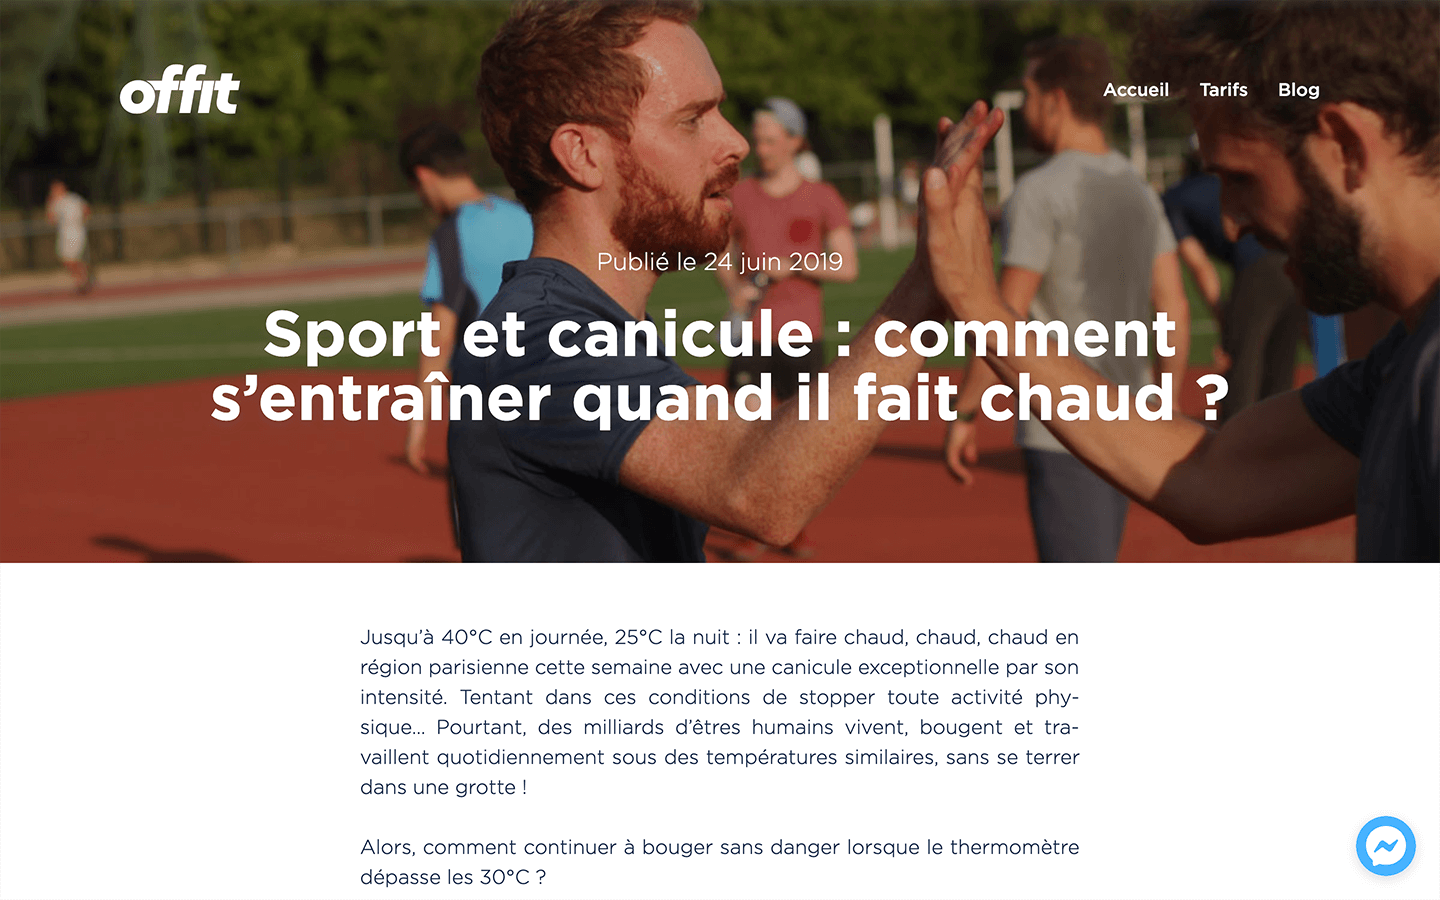 offit
Accueil Tarifs Blog
Publié le 24 juin 2019
Sport et canicule : comment
s’entraîner quand il fait chaud ?
Jusqu’à 40°C en journée, 25°C la nuit : il va faire chaud, chaud, chaud en
région parisienne cette semaine avec une canicule exceptionnelle par son
intensité. Tentant dans ces conditions de stopper toute activité phy-
sique... Pourtant, des milliards d’êtres humains vivent, bougent et tra-
vaillent quotidiennement sous des températures similaires, sans se terrer
dans une grotte !
Alors, comment continuer à bouger sans danger lorsque le thermomètre
dépasse les 30°C ?